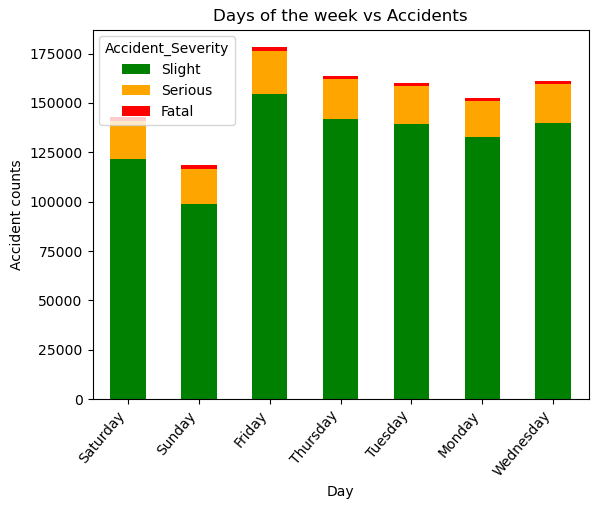 Days of the week vs Accidents
Accident_Severity
Slight
Serious
Fatal
175000
150000
125000
100000
75000
50000
25000
0
Accident counts
Saturday
Sunday
Friday
Thursday
Tuesday
Monday
Wednesday
Day